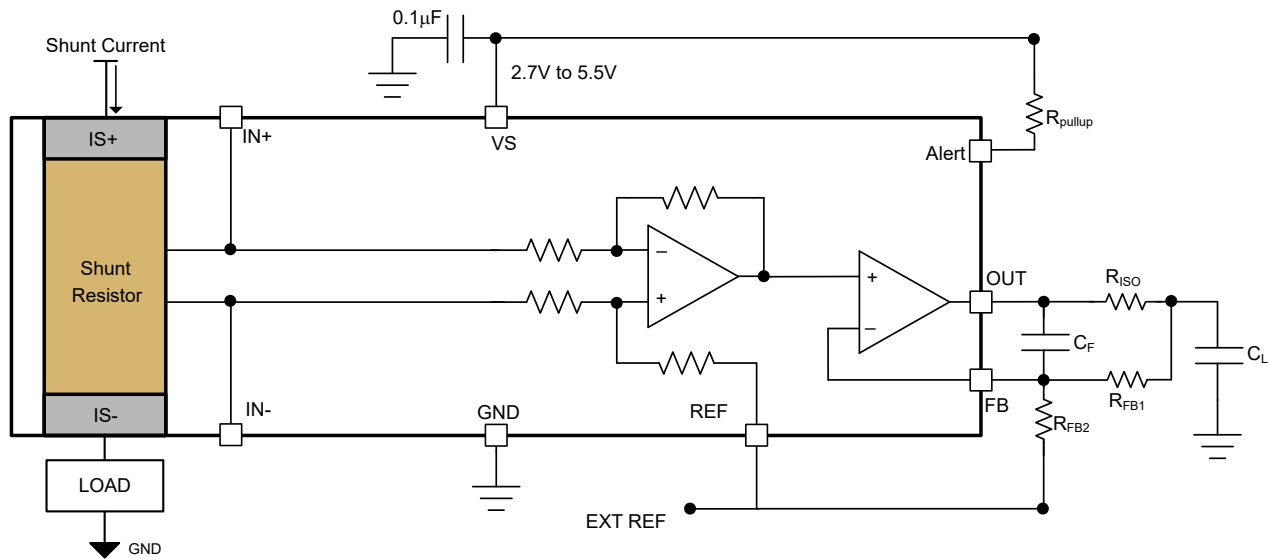 0.1µF
Shunt Current
2.7V to 5.5V
IS+
IN+
VS
Rpullup
Alert
−
+
Shunt
Resistor
+
−
OUT
RISO
CF
CL
FB
RFB1
IS-
IN-
GND
REF
RFB2
LOAD
EXT REF
GND